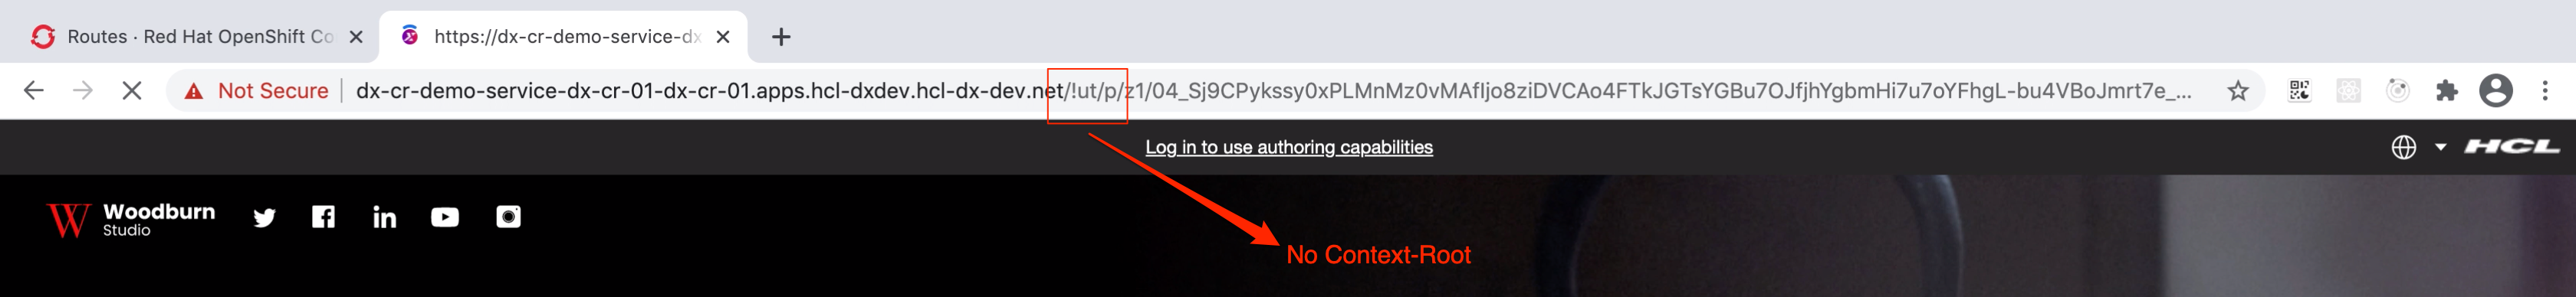 Routes · Red Hat OpenShift Co
https://dx-cr-demo-service-dx
Not Secure
dx-cr-demo-service-dx-cr-01-dx-cr-01.apps.hcl-dxdev.hcl-dx-dev.net/!ut/p/z1/04_Sj9CPykssy0xPLMnMz0vMAfIjo8ziDVCAo4FTkJGTsYGBu7OJfjhYgbmHi7u7oYFhgL-bu4VBoJmrt7e_...
Log in to use authoring capabilities
HCL
W
Woodburn
Studio
No Context-Root